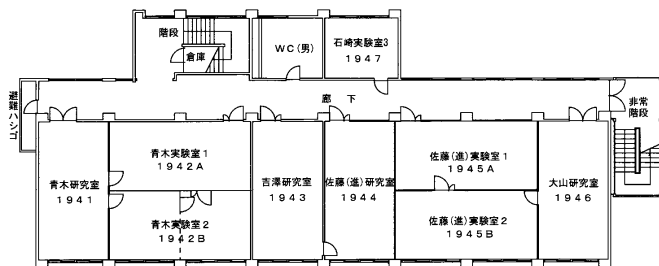 階段
倉庫
WC(男)
石崎実験室3
1947
避難ハシゴ
廊下
非常
階段
青木研究室
1941
青木実験室1
1942A
青木実験室2
1942B
吉澤研究室
1943
佐藤(進)研究室
1944
佐藤(進)実験室1
1945A
佐藤(進)実験室2
1945B
大山研究室
1946